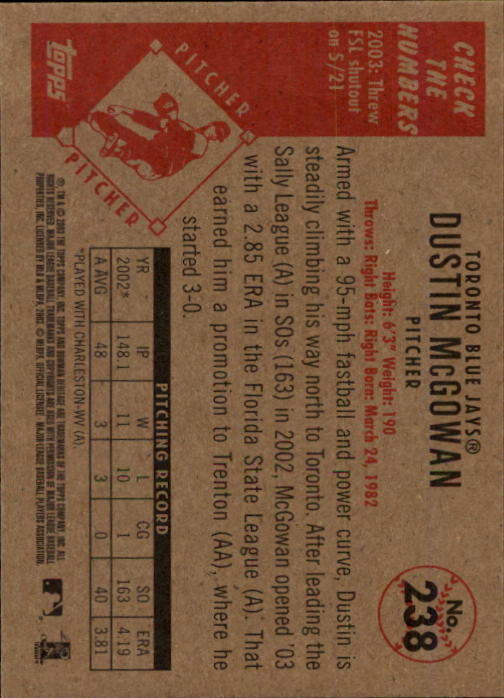 No.
238
TORONTO BLUE JAYS®
DUSTIN McGOWAN
PITCHER
Height: 6'3" Weight: 190
Throws: Right Bats: Right Born: March 24, 1982
Armed with a 95-mph fastball and power curve, Dustin is
steadily climbing his way north to Toronto. After leading the
Sally League (A) in SOs (163) in 2002, McGowan opened '03
with a 2.85 ERA in the Florida State League (A). That
earned him a promotion to Trenton (AA), where he
started 3-0.
CHECK
THE
NUMBERS
2003: Threw
FSL shutout
on 5/21
PITCHER
PITCHER
topps
PITCHING RECORD
YR IP W L CG SO ERA
2002* 148.1 11 10 1 163 4.19
A AVG 48 3 3 0 40 3.81
*PLAYED WITH CHARLESTON-WV (A).